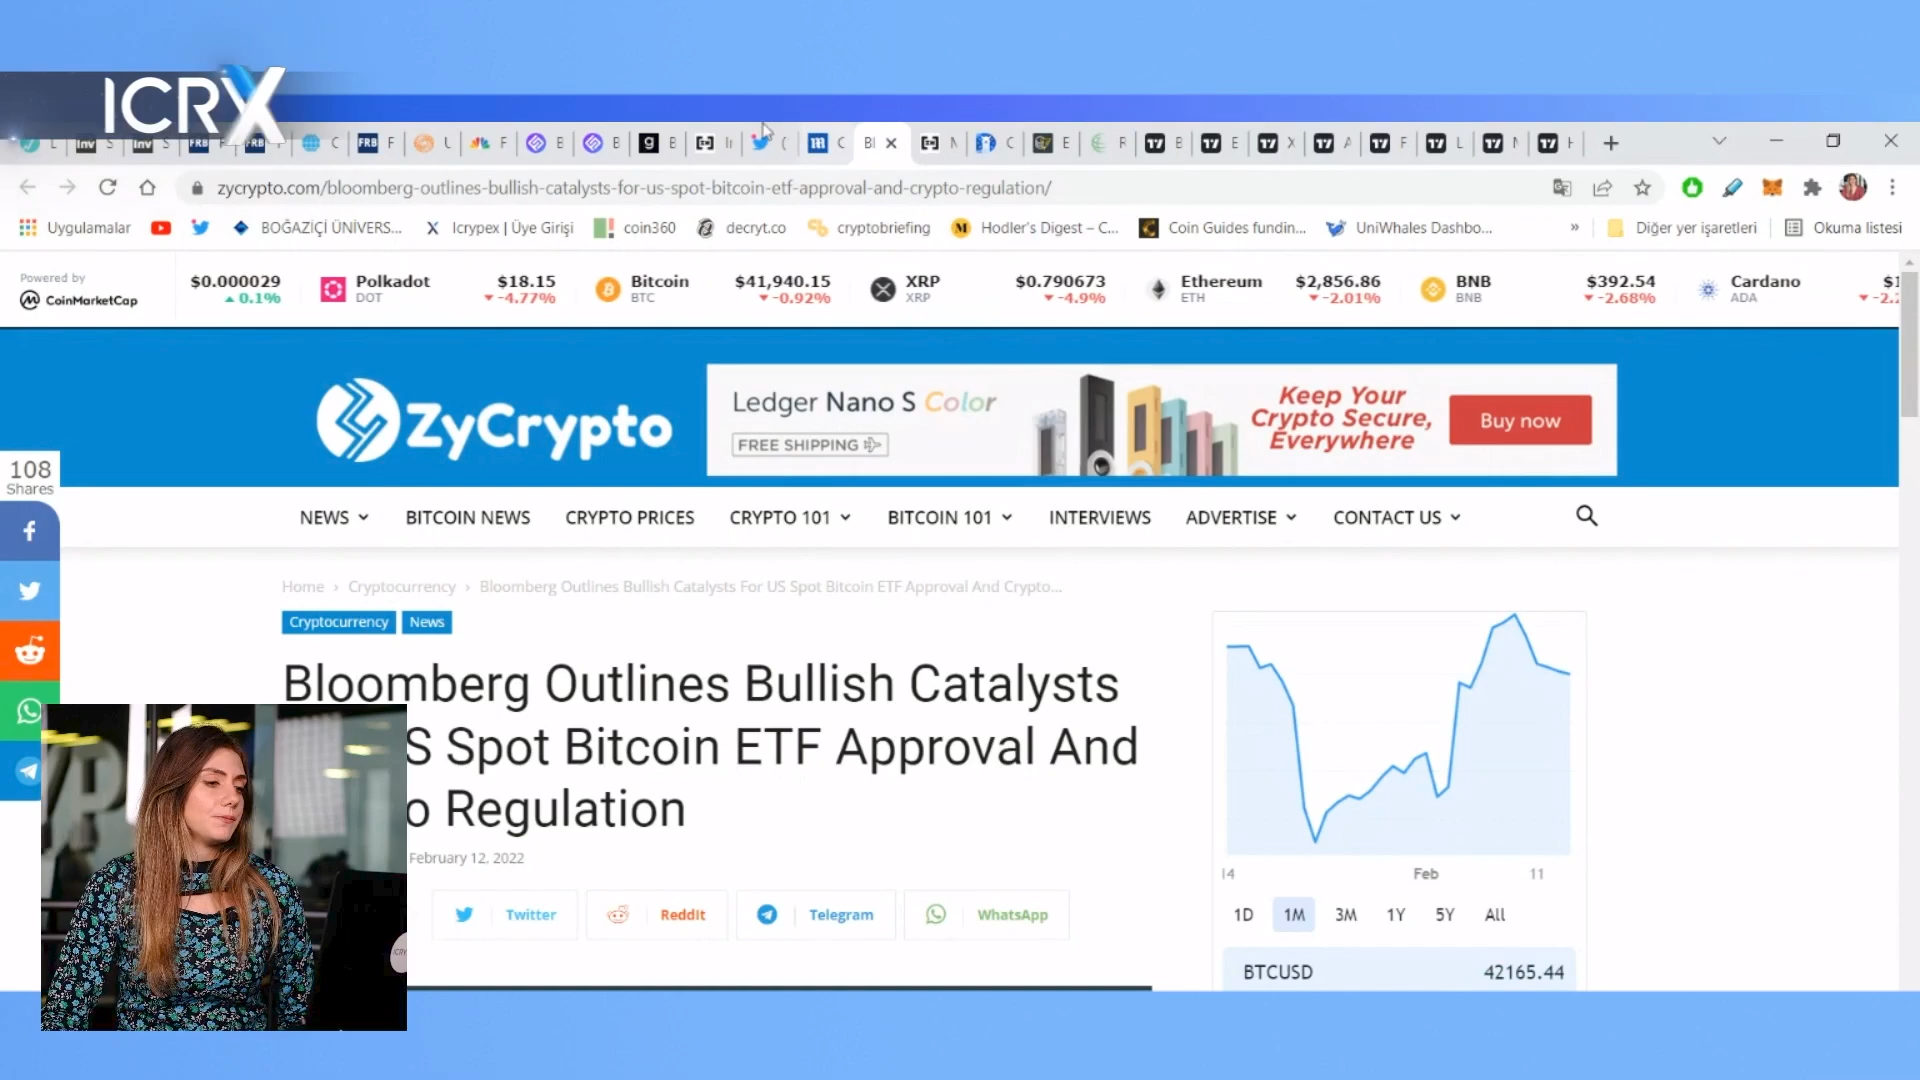 ICRX
zycrypto.com/bloomberg-outlines-bullish-catalysts-for-us-spot-bitcoin-etf-approval-and-crypto-regulation/
Uygulamalar
BOĞAZİÇİ ÜNİVERS...
Icrypex | Üye Girişi
coin360
decryt.co
cryptobriefing
Hodler's Digest – C...
Coin Guides fundin...
UniWhales Dashbo...
»
Diğer yer işaretleri
Okuma listesi
Powered by
CoinMarketCap
$0.000029
0.1%
Polkadot
DOT
$18.15
-4.77%
Bitcoin
BTC
$41,940.15
-0.92%
XRP
XRP
$0.790673
-4.9%
Ethereum
ETH
$2,856.86
-2.01%
BNB
BNB
$392.54
-2.68%
Cardano
ADA
ZyCrypto
Ledger Nano S Color
FREE SHIPPING
Keep Your
Crypto Secure,
Everywhere
Buy now
108
Shares
NEWS
BITCOIN NEWS
CRYPTO PRICES
CRYPTO 101
BITCOIN 101
INTERVIEWS
ADVERTISE
CONTACT US
Home › Cryptocurrency › Bloomberg Outlines Bullish Catalysts For US Spot Bitcoin ETF Approval And Crypto...
Cryptocurrency
News
Bloomberg Outlines Bullish Catalysts
S Spot Bitcoin ETF Approval And
o Regulation
February 12, 2022
Twitter
ReddIt
Telegram
WhatsApp
14
Feb
11
1D
1M
3M
1Y
5Y
All
BTCUSD
42165.44